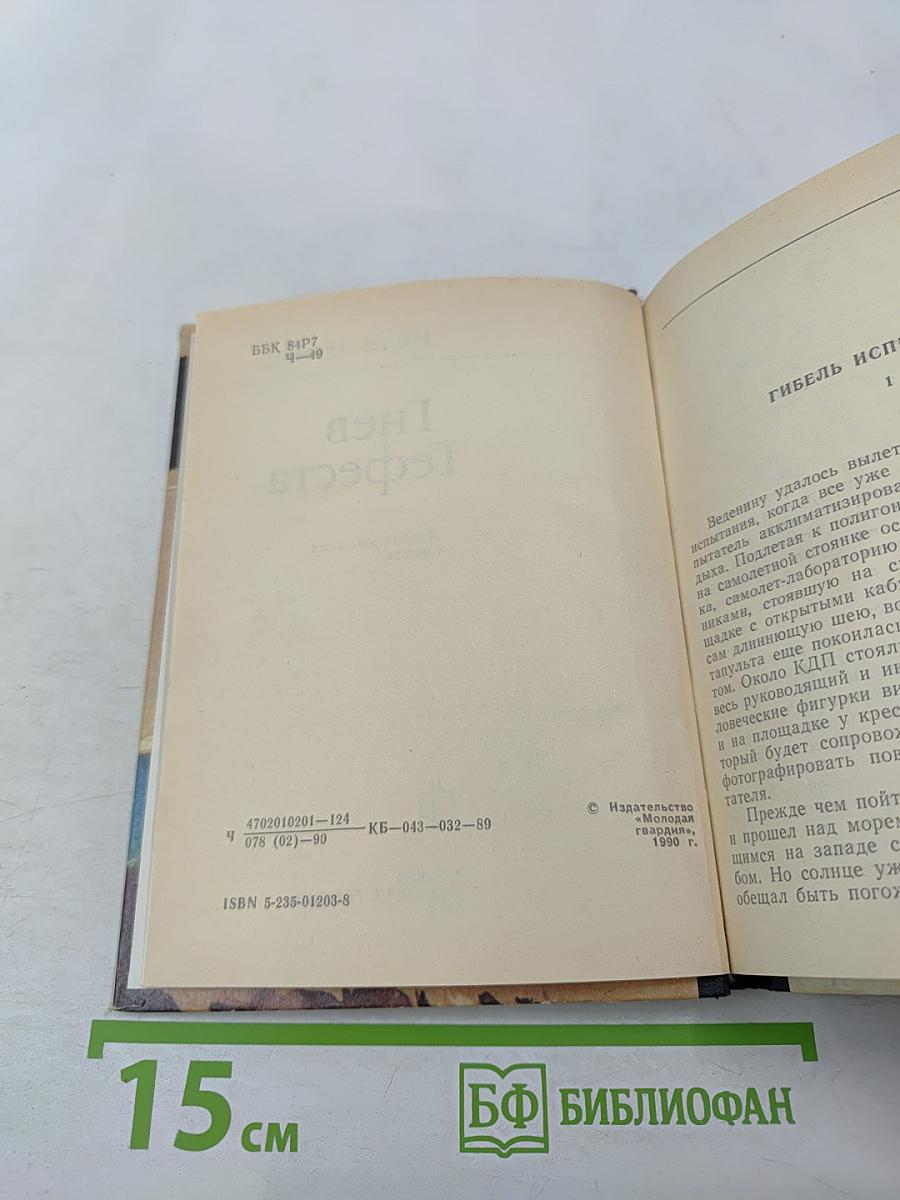 ББК 84Р7
Ч—49
Гнев
Гефеста
Ч 4702010201—124 КБ—043—032—89
078 (02)—90
© Издательство
«Молодая
гвардия»,
1990 г.
ISBN 5-235-01203-8
ГИБЕЛЬ ИСП
1
Веденину удалось вылет
испытания, когда все уже
пытатель акклиматизирова
дыха. Подлетая к полигон
на самолетной стоянке ос
ка, самолет-лабораторию
никами, стоявшую на с
щадке с открытыми каб
сам длиннющую шею, во
тапульта еще покоилас
том. Около КДП стоял
весь руководящий и ин
ловеческие фигурки ви
и на площадке у крес
торый будет сопровож
фотографировать пов
тателя.
Прежде чем пойт
и прошел над морем
щимся на западе с
бом. Но солнце уж
обещал быть погож
15 см
БФ БИБЛИОФАН